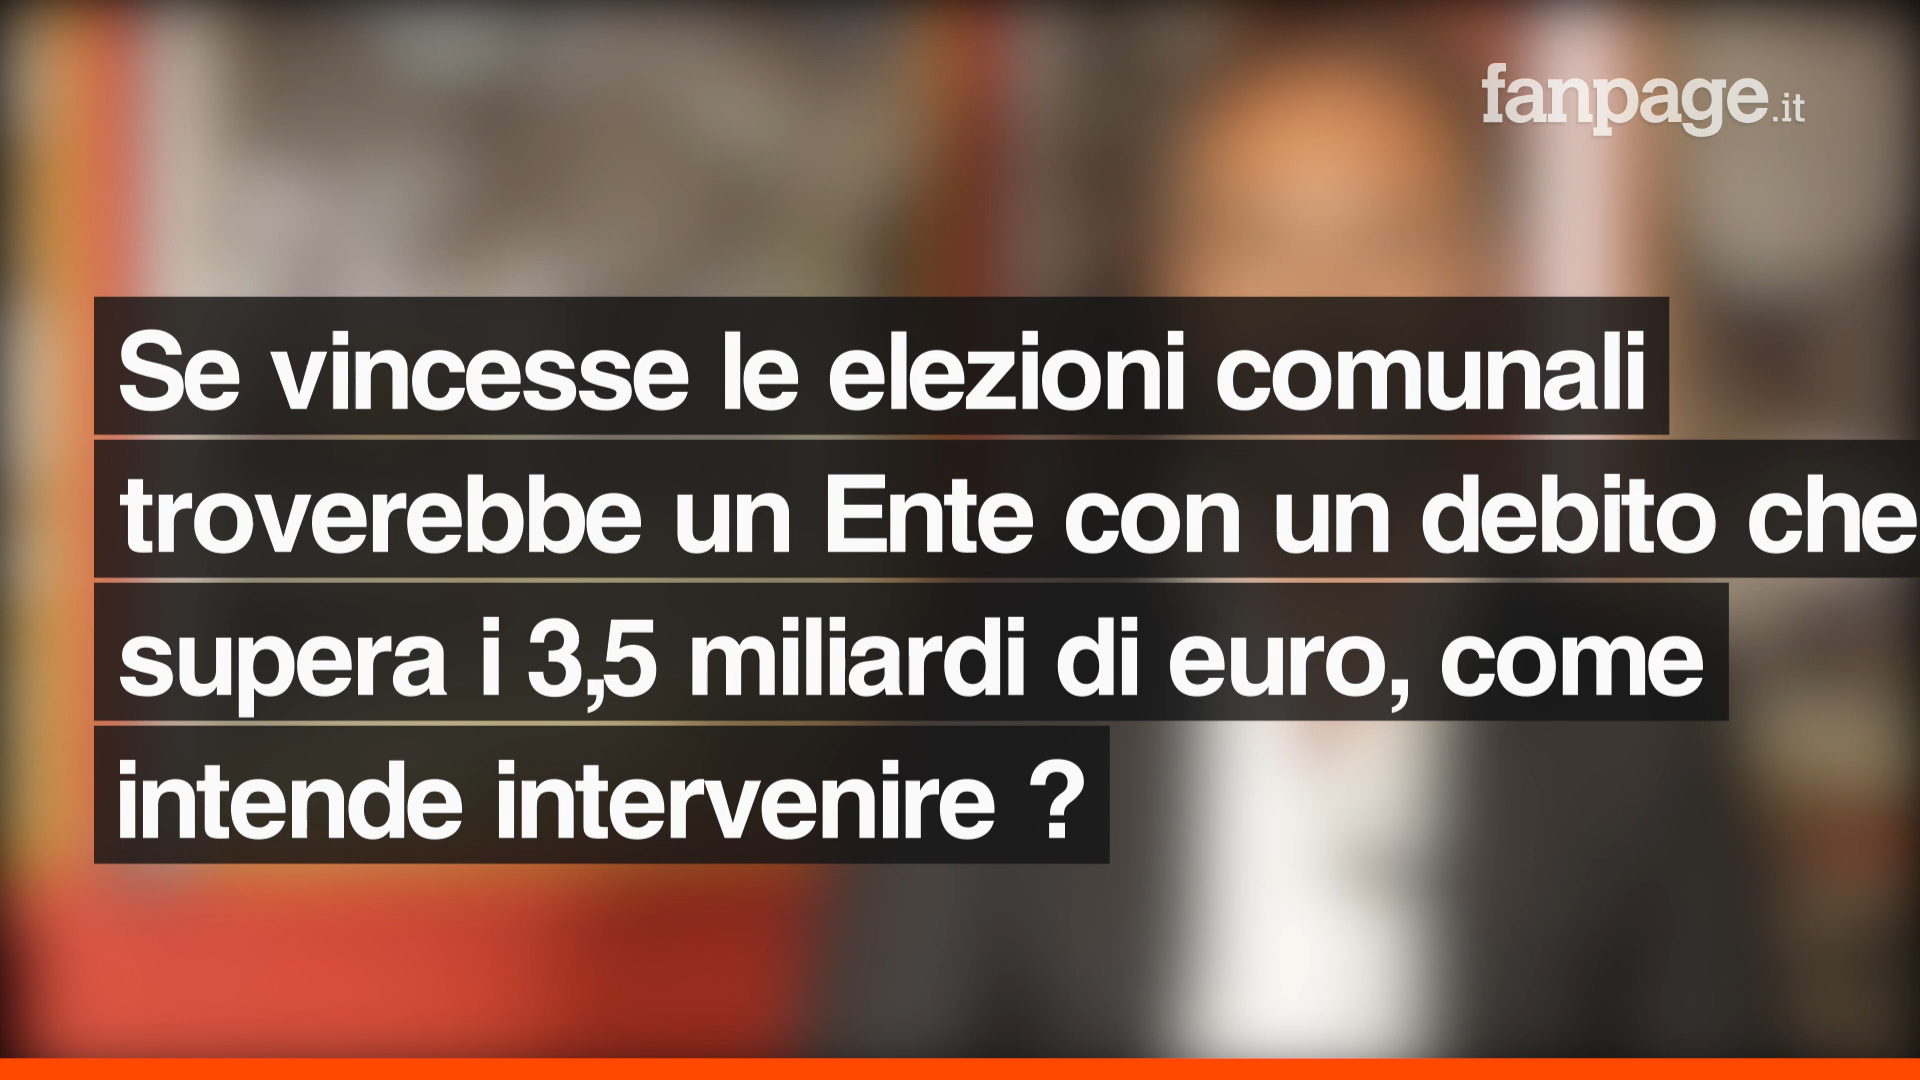 fanpage.it
Se vincesse le elezioni comunali
troverebbe un Ente con un debito che
supera i 3,5 miliardi di euro, come
intende intervenire ?